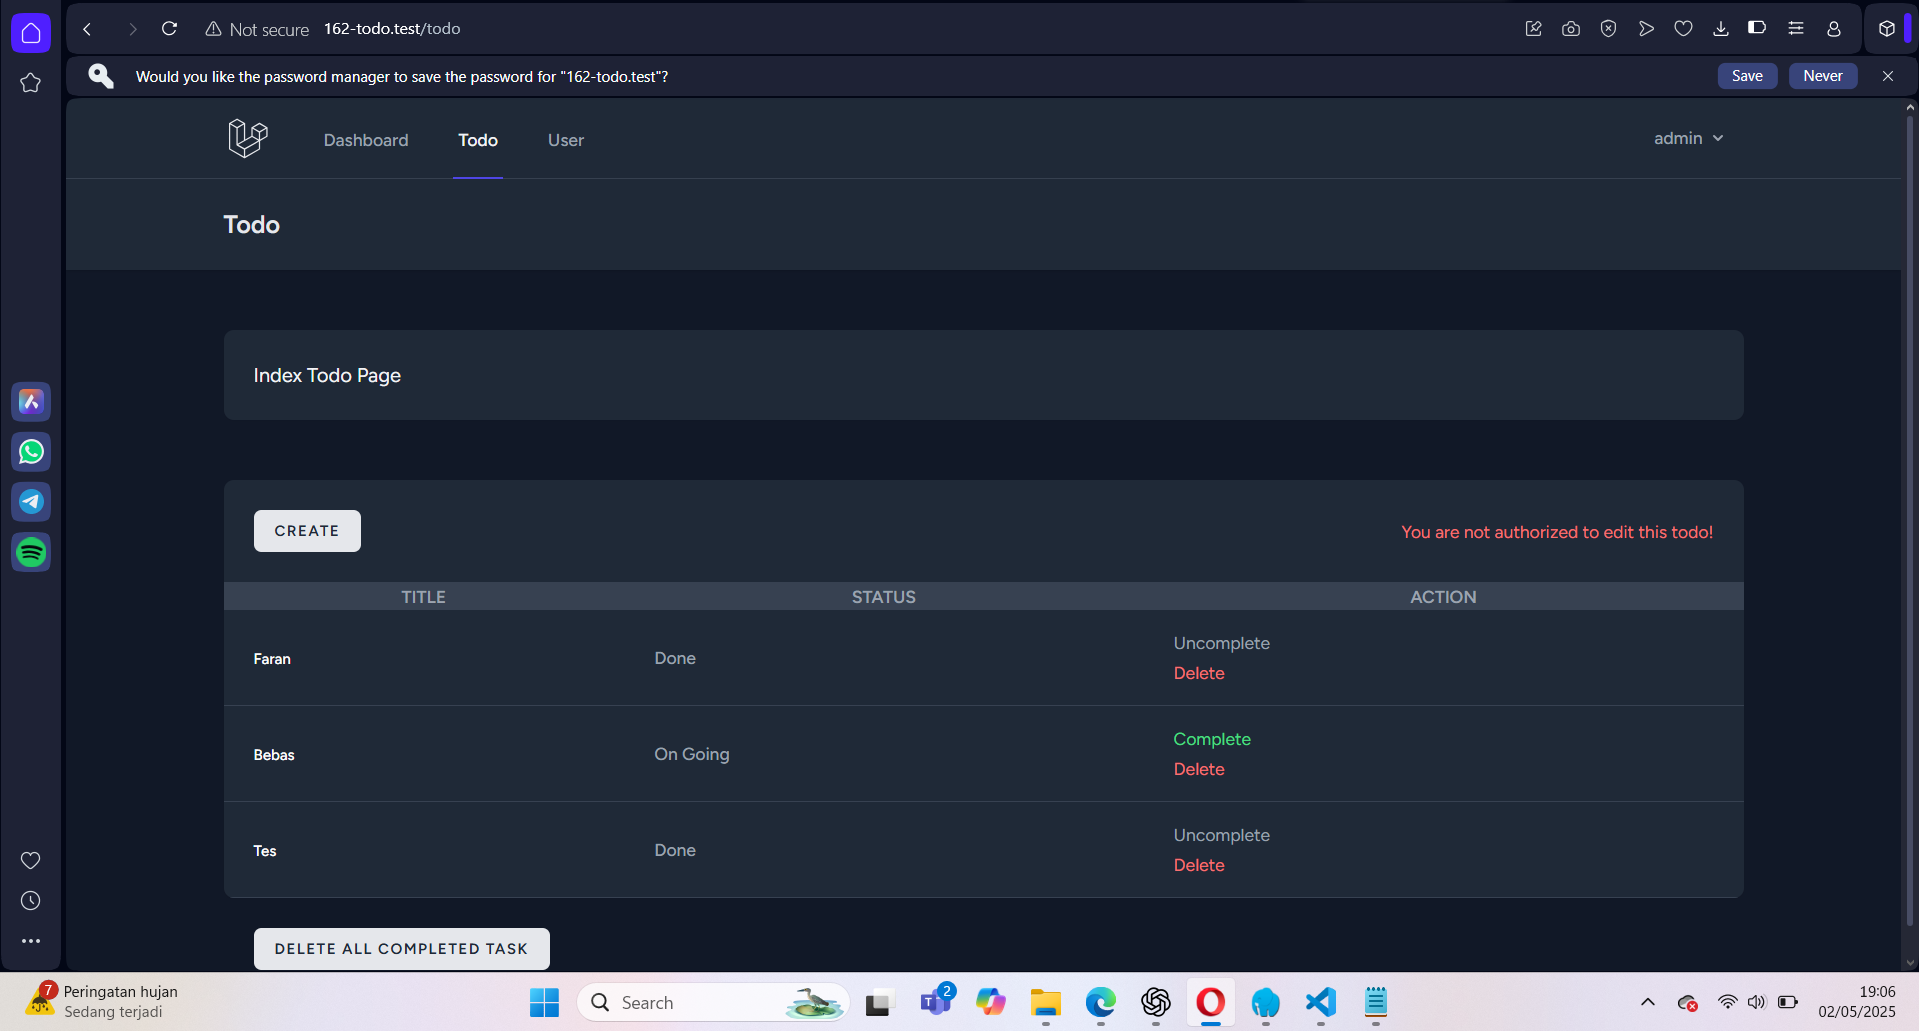 Not secure 162-todo.test/todo
Would you like the password manager to save the password for "162-todo.test"?
Save
Never
Dashboard
Todo
User
admin
Todo
Index Todo Page
CREATE
You are not authorized to edit this todo!
TITLE STATUS ACTION
Faran Done Uncomplete
Delete
Bebas On Going Complete
Delete
Tes Done Uncomplete
Delete
DELETE ALL COMPLETED TASK
7
Peringatan hujan
Sedang terjadi
Search
T
2
19:06
02/05/2025